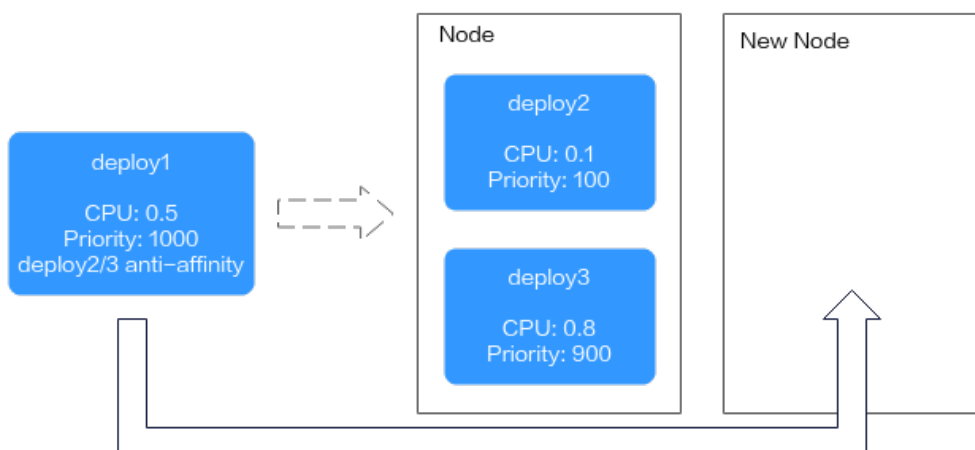 deploy1
CPU: 0.5
Priority: 1000
deploy2/3 anti-affinity
Node
deploy2
CPU: 0.1
Priority: 100
deploy3
CPU: 0.8
Priority: 900
New Node